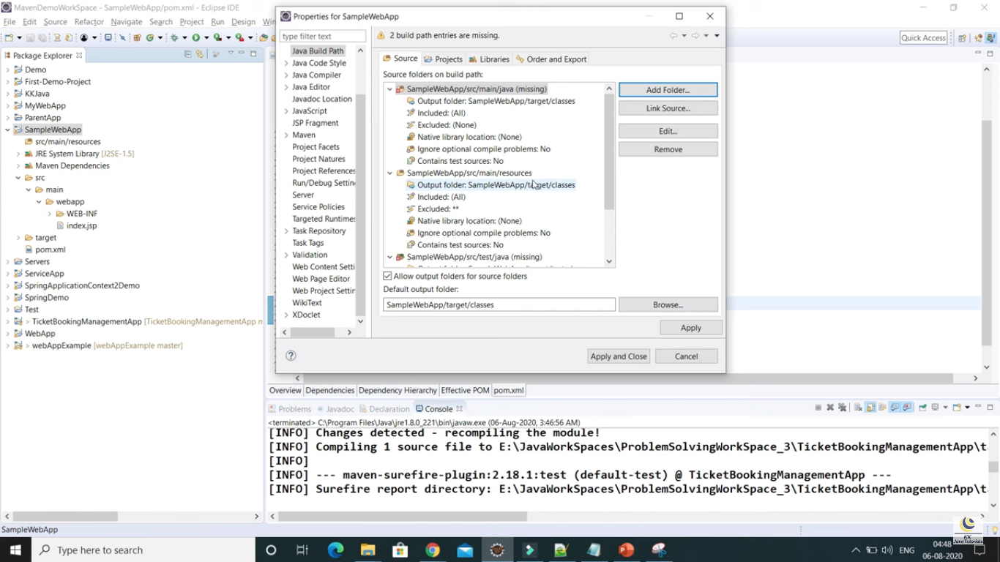 MavenDemoWorkSpace - SampleWebApp/pom.xml - Eclipse IDE
File Edit Source Refactor Navigate Search Project Run Design Win
Quick Access
Package Explorer
Demo
First-Demo-Project
KKJava
MyWebApp
ParentApp
SampleWebApp
src/main/resources
JRE System Library [J2SE-1.5]
Maven Dependencies
src
main
webapp
WEB-INF
index.jsp
target
pom.xml
Servers
ServiceApp
SpringApplicationContext2Demo
SpringDemo
Test
> TicketBookingManagementApp [TicketBookingManagementApp m
WebApp
> webAppExample [webAppExample master]
SampleWebApp
Properties for SampleWebApp
type filter text
Java Build Path
Java Code Style
Java Compiler
Java Editor
Javadoc Location
JavaScript
JSP Fragment
Maven
Project Facets
Project Natures
Project References
Run/Debug Settin
Server
Service Policies
Targeted Runtimes
Task Repository
Task Tags
Validation
Web Content Setti
Web Page Editor
Web Project Settin
WikiText
XDoclet
2 build path entries are missing.
Source Projects Libraries Order and Export
Source folders on build path:
SampleWebApp/src/main/java (missing)
Output folder: SampleWebApp/target/classes
Included: (All)
Excluded: (None)
Native library location: (None)
Ignore optional compile problems: No
Contains test sources: No
SampleWebApp/src/main/resources
Output folder: SampleWebApp/target/classes
Included: (All)
Excluded: **
Native library location: (None)
Ignore optional compile problems: No
Contains test sources: No
SampleWebApp/src/test/java (missing)
Add Folder...
Link Source...
Edit...
Remove
Allow output folders for source folders
Default output folder:
SampleWebApp/target/classes
Browse...
Apply
Apply and Close
Cancel
Overview Dependencies Dependency Hierarchy Effective POM pom.xml
Problems Javadoc Declaration Console
<terminated> C:\Program Files\Java\jre1.8.0_221\bin\javaw.exe (06-Aug-2020, 3:46:56 AM)
[INFO] Changes detected - recompiling the module!
[INFO] Compiling 1 source file to E:\JavaWorkSpaces\ProblemSolvingWorkSpace_3\TicketBookingManagementApp\t
[INFO]
[INFO] --- maven-surefire-plugin:2.18.1:test (default-test) @ TicketBookingManagementApp ---
[INFO] Surefire report directory: E:\JavaWorkSpaces\ProblemSolvingWorkSpace_3\TicketBookingManagementApp\t
KK
JavaTutorials
Type here to search
ENG
04:48
06-08-2020